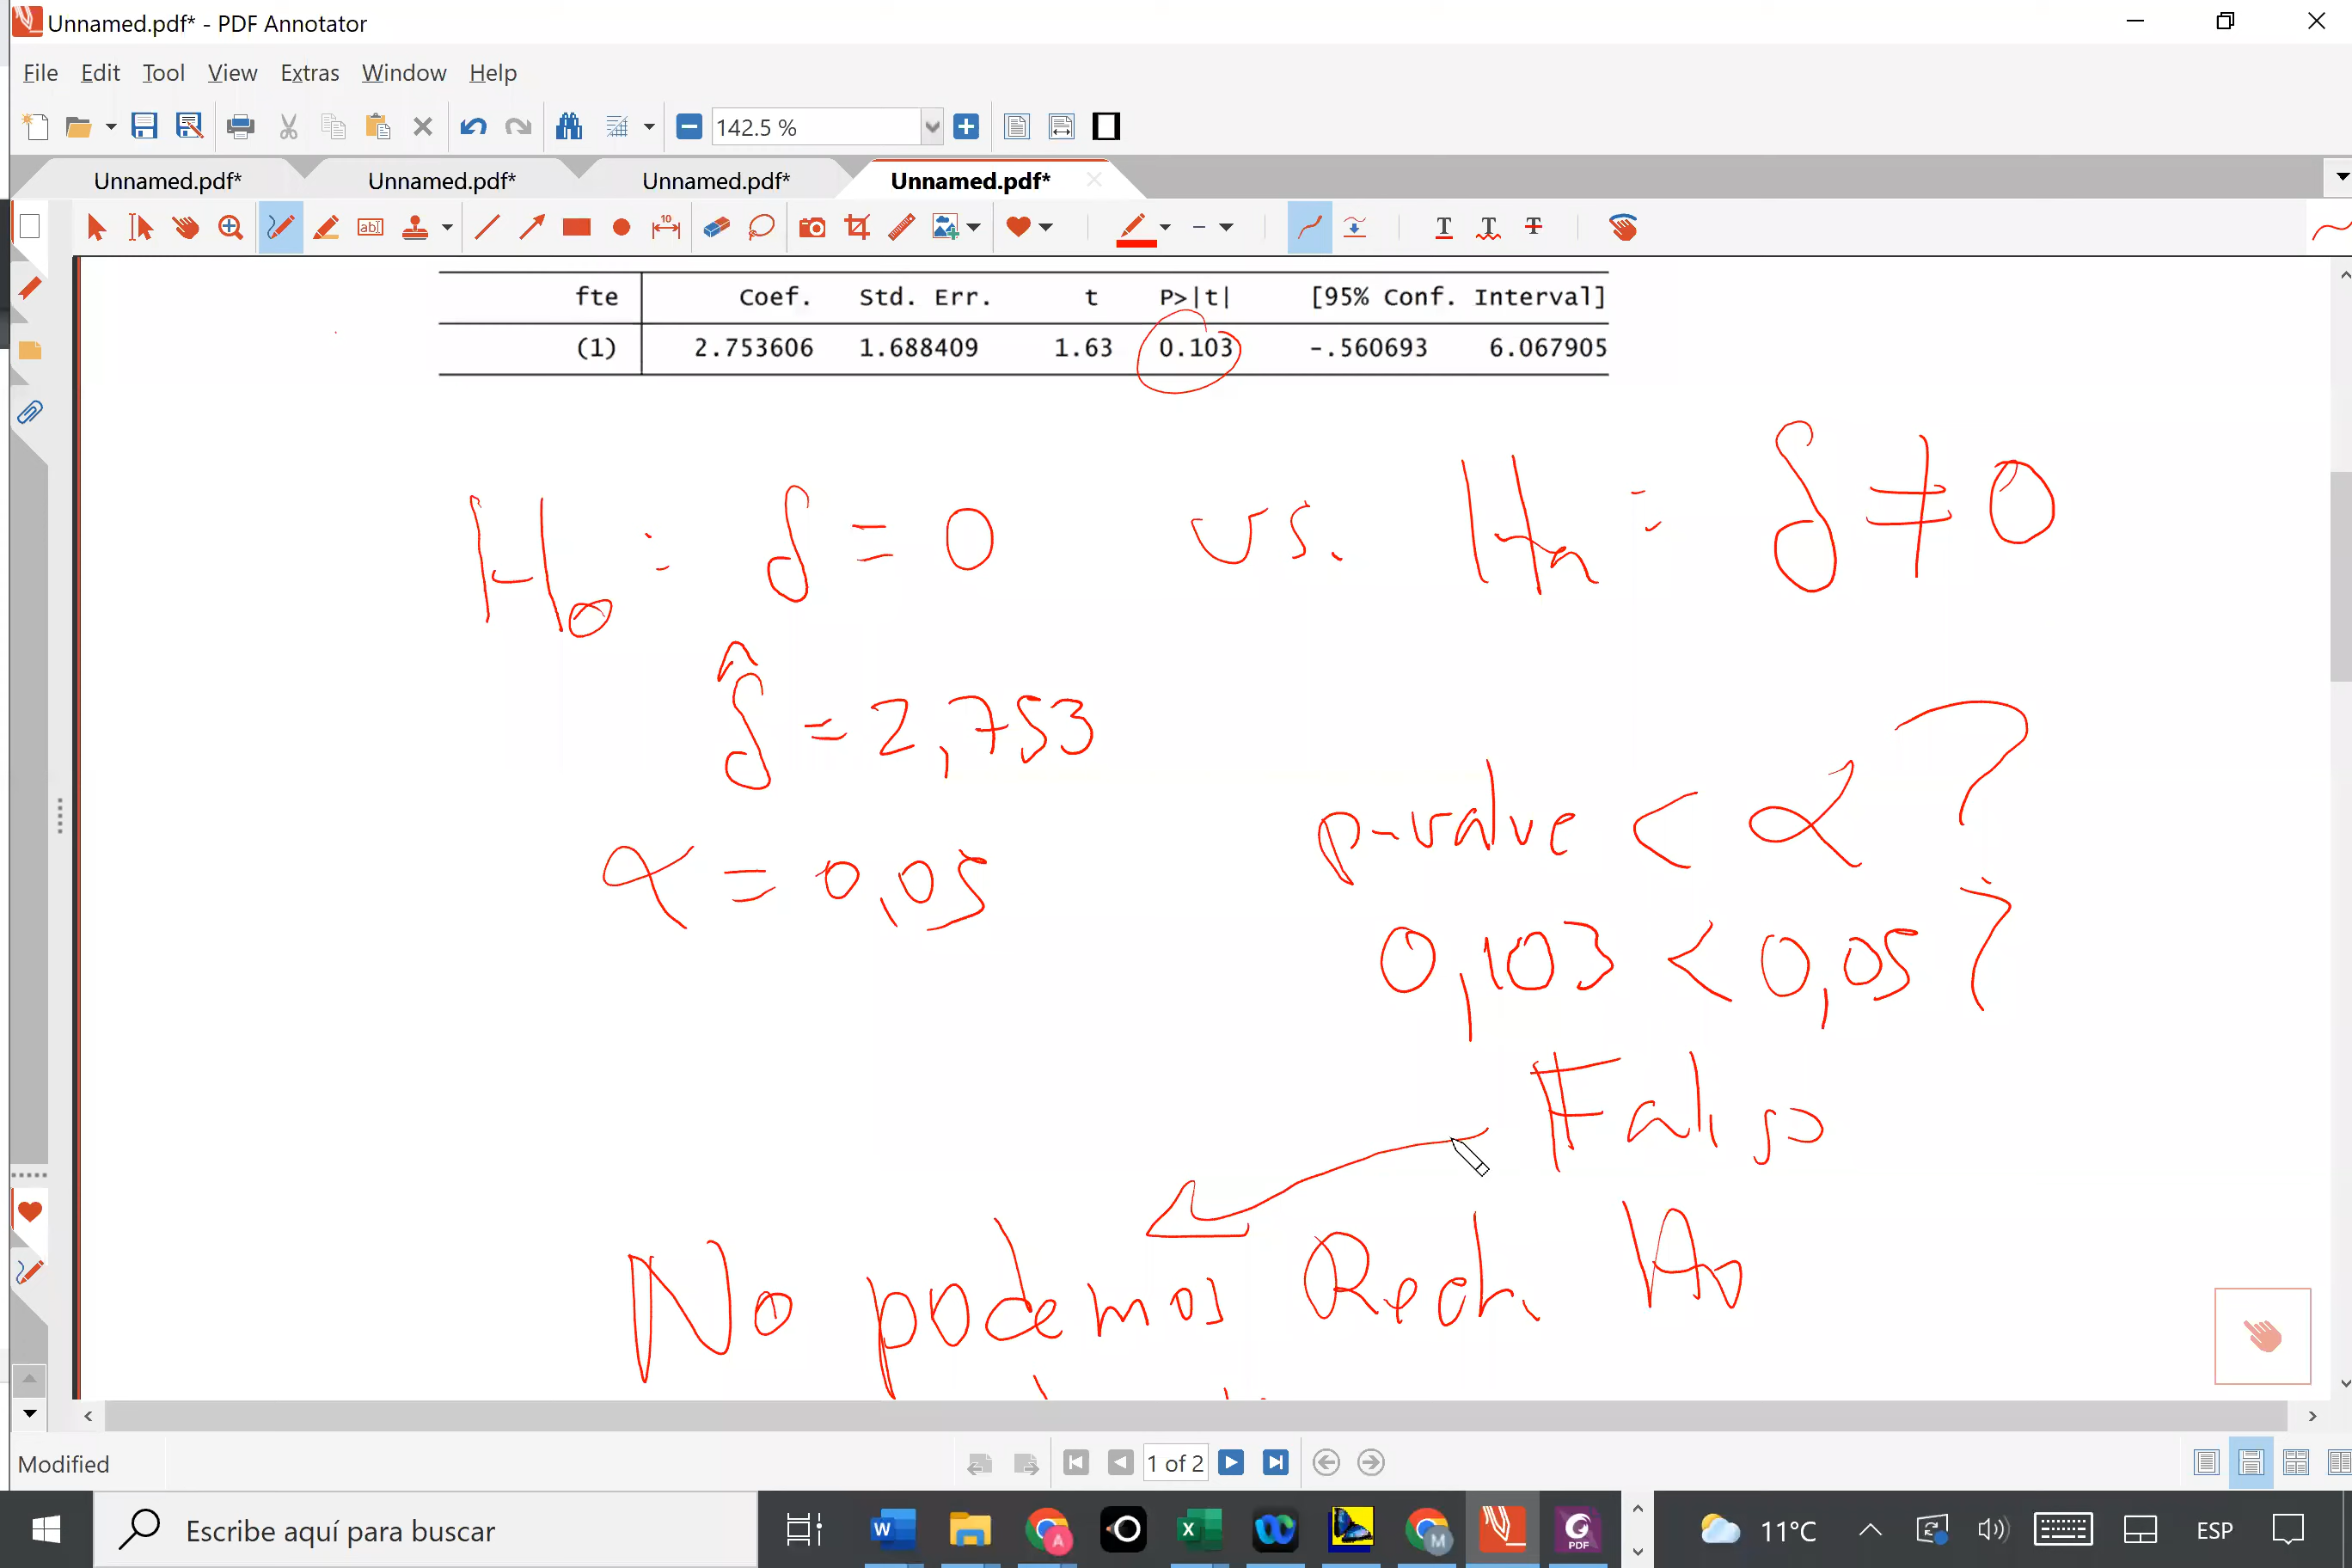 Unnamed.pdf* - PDF Annotator
File Edit Tool View Extras Window Help
142.5 %
Unnamed.pdf* Unnamed.pdf* Unnamed.pdf* Unnamed.pdf*
fte Coef. Std. Err. t P>|t| [95% Conf. Interval]
(1) 2.753606 1.688409 1.63 0.103 -.560693 6.067905
H₀ : δ = 0 vs. Hₐ : δ ≠ 0
δ̂ = 2,753
p-value < α ?
α = 0,05
0,103 < 0,05 ?
Falso
No podemos Rech. H₀
Modified 1 of 2
Escribe aquí para buscar 11°C ESP